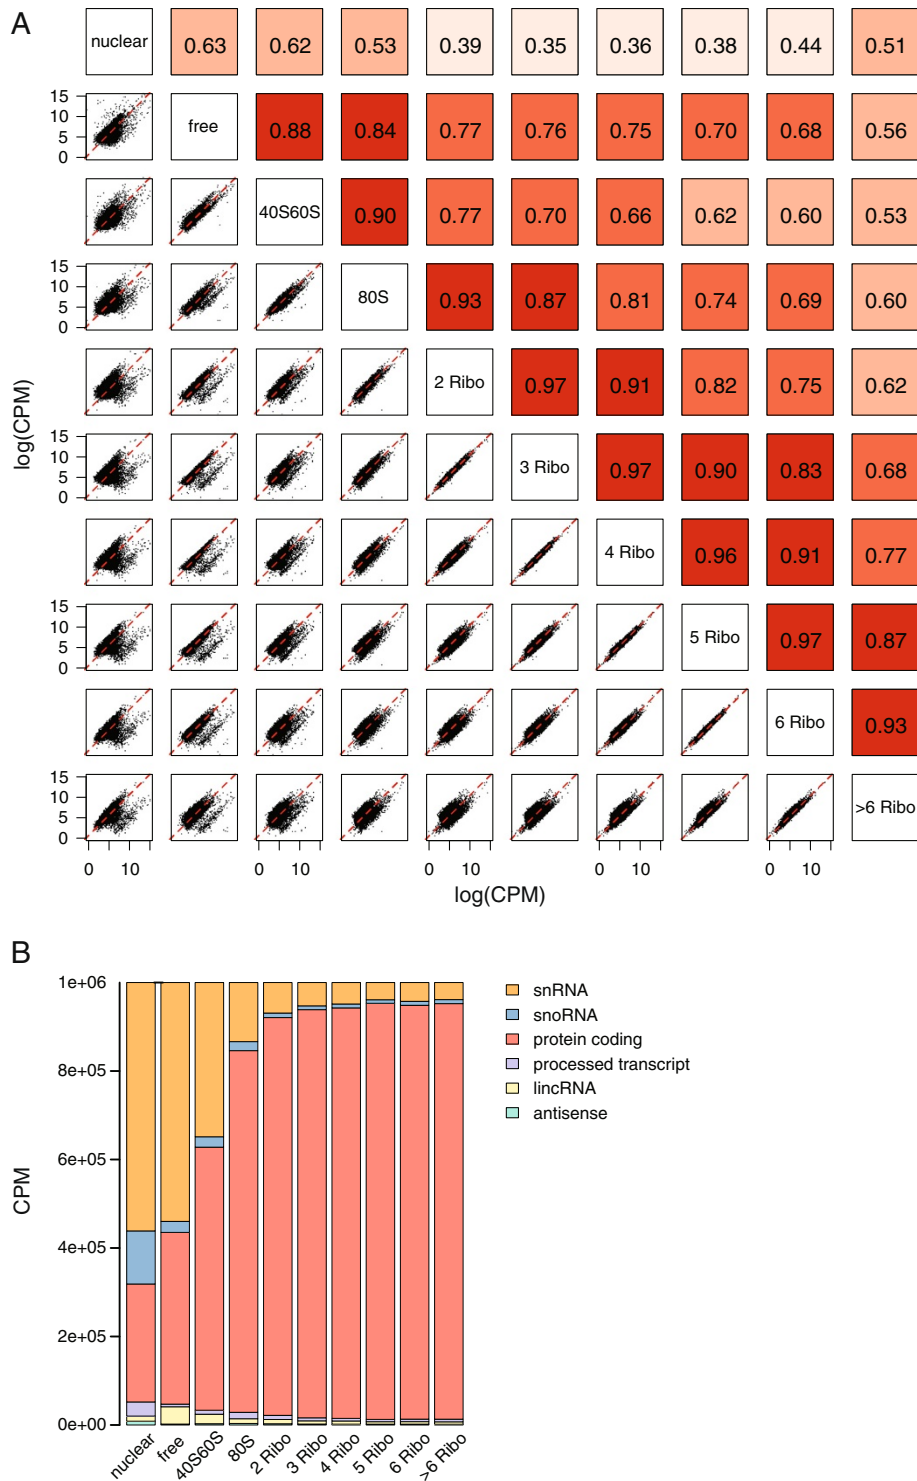 A
nuclear 0.63 0.62 0.53 0.39 0.35 0.36 0.38 0.44 0.51
15
10
5
0
free 0.88 0.84 0.77 0.76 0.75 0.70 0.68 0.56
40S60S 0.90 0.77 0.70 0.66 0.62 0.60 0.53
15
10
5
0
80S 0.93 0.87 0.81 0.74 0.69 0.60
log(CPM)
2 Ribo 0.97 0.91 0.82 0.75 0.62
15
10
5
0
3 Ribo 0.97 0.90 0.83 0.68
4 Ribo 0.96 0.91 0.77
15
10
5
0
5 Ribo 0.97 0.87
6 Ribo 0.93
15
10
5
0
>6 Ribo
0 10 0 10 0 10 0 10 0 10
log(CPM)
B
CPM
1e+06
8e+05
6e+05
4e+05
2e+05
0e+00
nuclear
free
40S60S
80S
2 Ribo
3 Ribo
4 Ribo
5 Ribo
6 Ribo
>6 Ribo
snRNA
snoRNA
protein coding
processed transcript
lincRNA
antisense